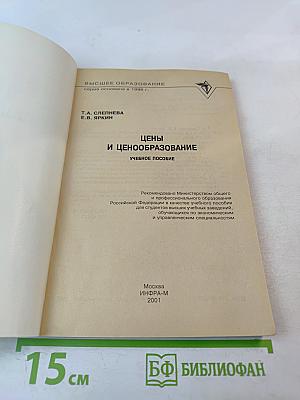 ВЫСШЕЕ ОБРАЗОВАНИЕ
серия основана в 1996 г.
Т.А. СЛЕПНЕВА
Е.В. ЯРКИН
ЦЕНЫ
И ЦЕНООБРАЗОВАНИЕ
УЧЕБНОЕ ПОСОБИЕ
Рекомендовано Министерством общего
и профессионального образования
Российской Федерации в качестве учебного пособия
для студентов высших учебных заведений,
обучающихся по экономическим
и управленческим специальностям
Москва
ИНФРА-М
2001
15 см
БФ БИБЛИОФАН